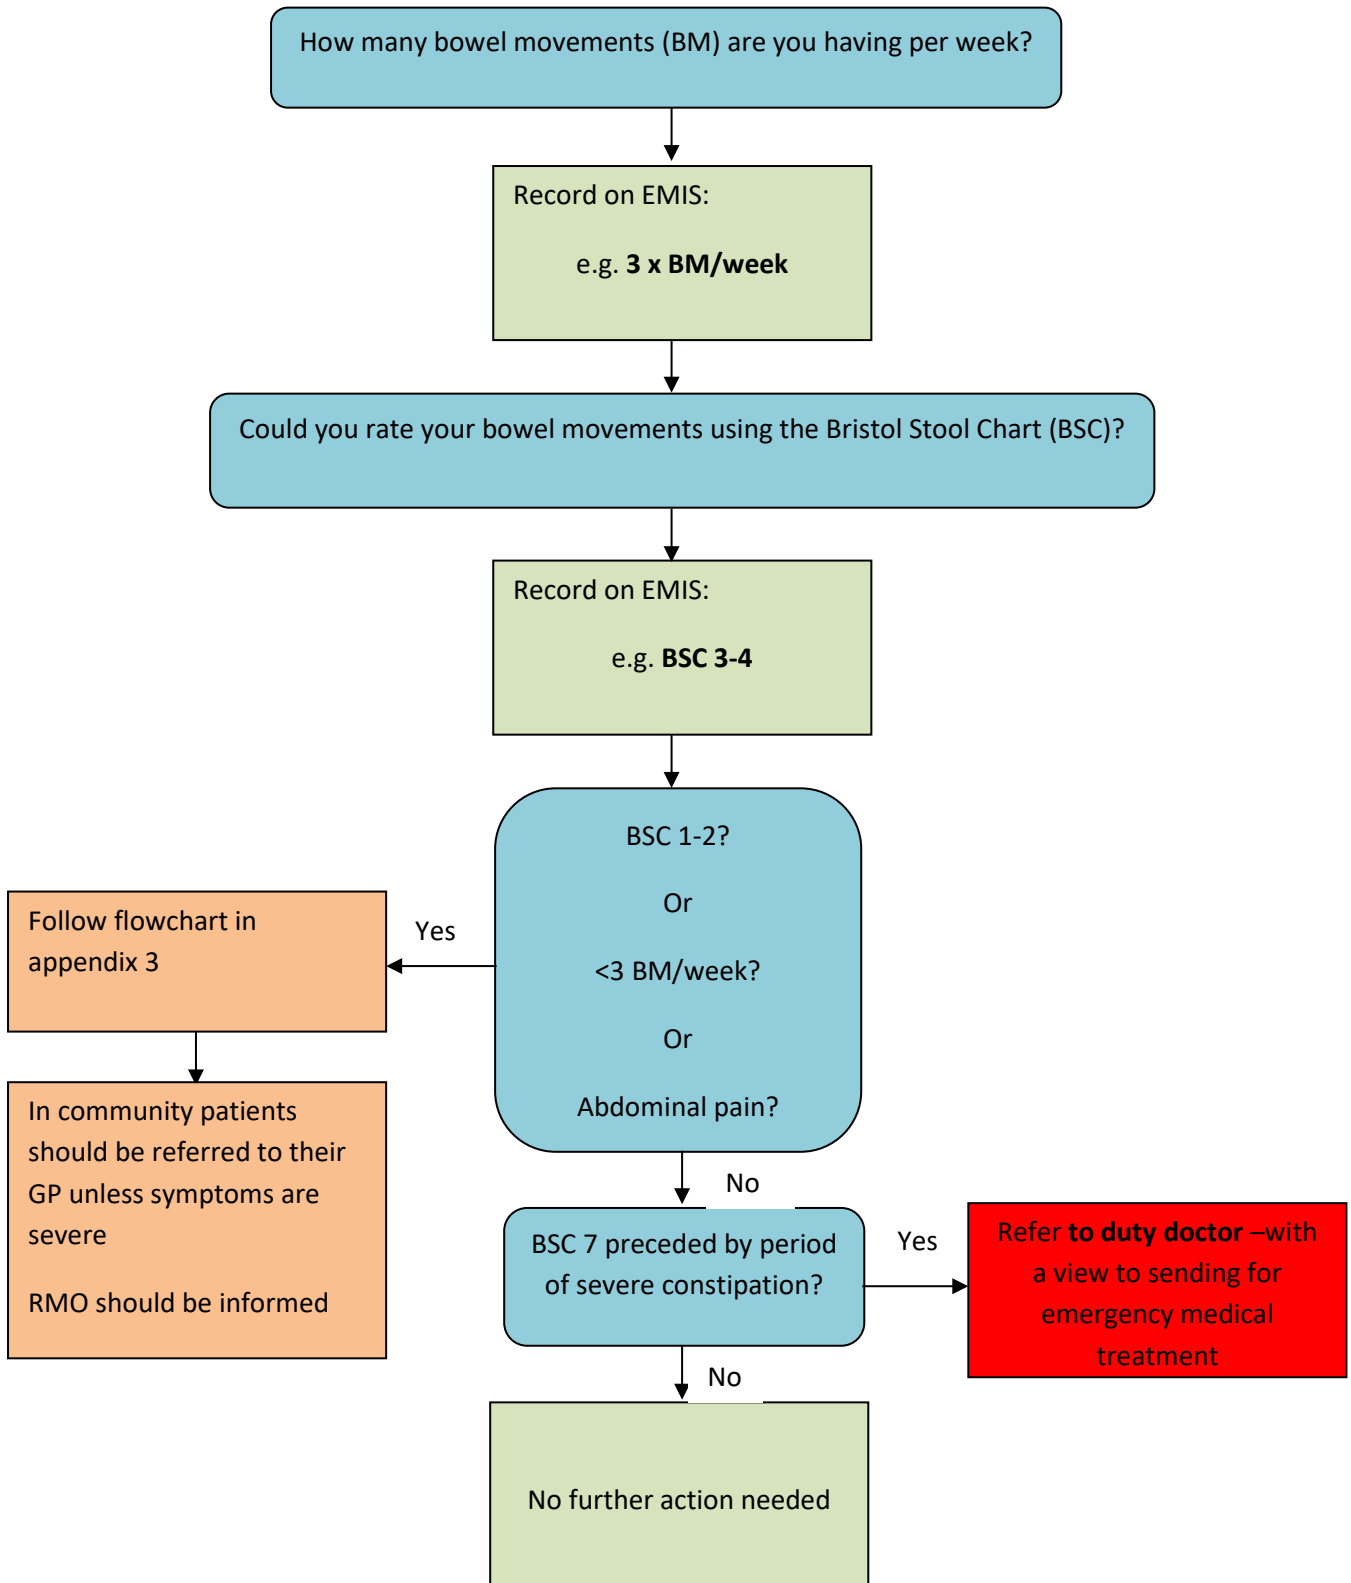 How many bowel movements (BM) are you having per week?
Record on EMIS:
e.g. 3 x BM/week
Could you rate your bowel movements using the Bristol Stool Chart (BSC)?
Record on EMIS:
e.g. BSC 3-4
BSC 1-2?
Or
<3 BM/week?
Or
Abdominal pain?
Yes
Follow flowchart in
appendix 3
In community patients
should be referred to their
GP unless symptoms are
severe
RMO should be informed
No
BSC 7 preceded by period
of severe constipation?
Yes
Refer to duty doctor –with
a view to sending for
emergency medical
treatment
No
No further action needed